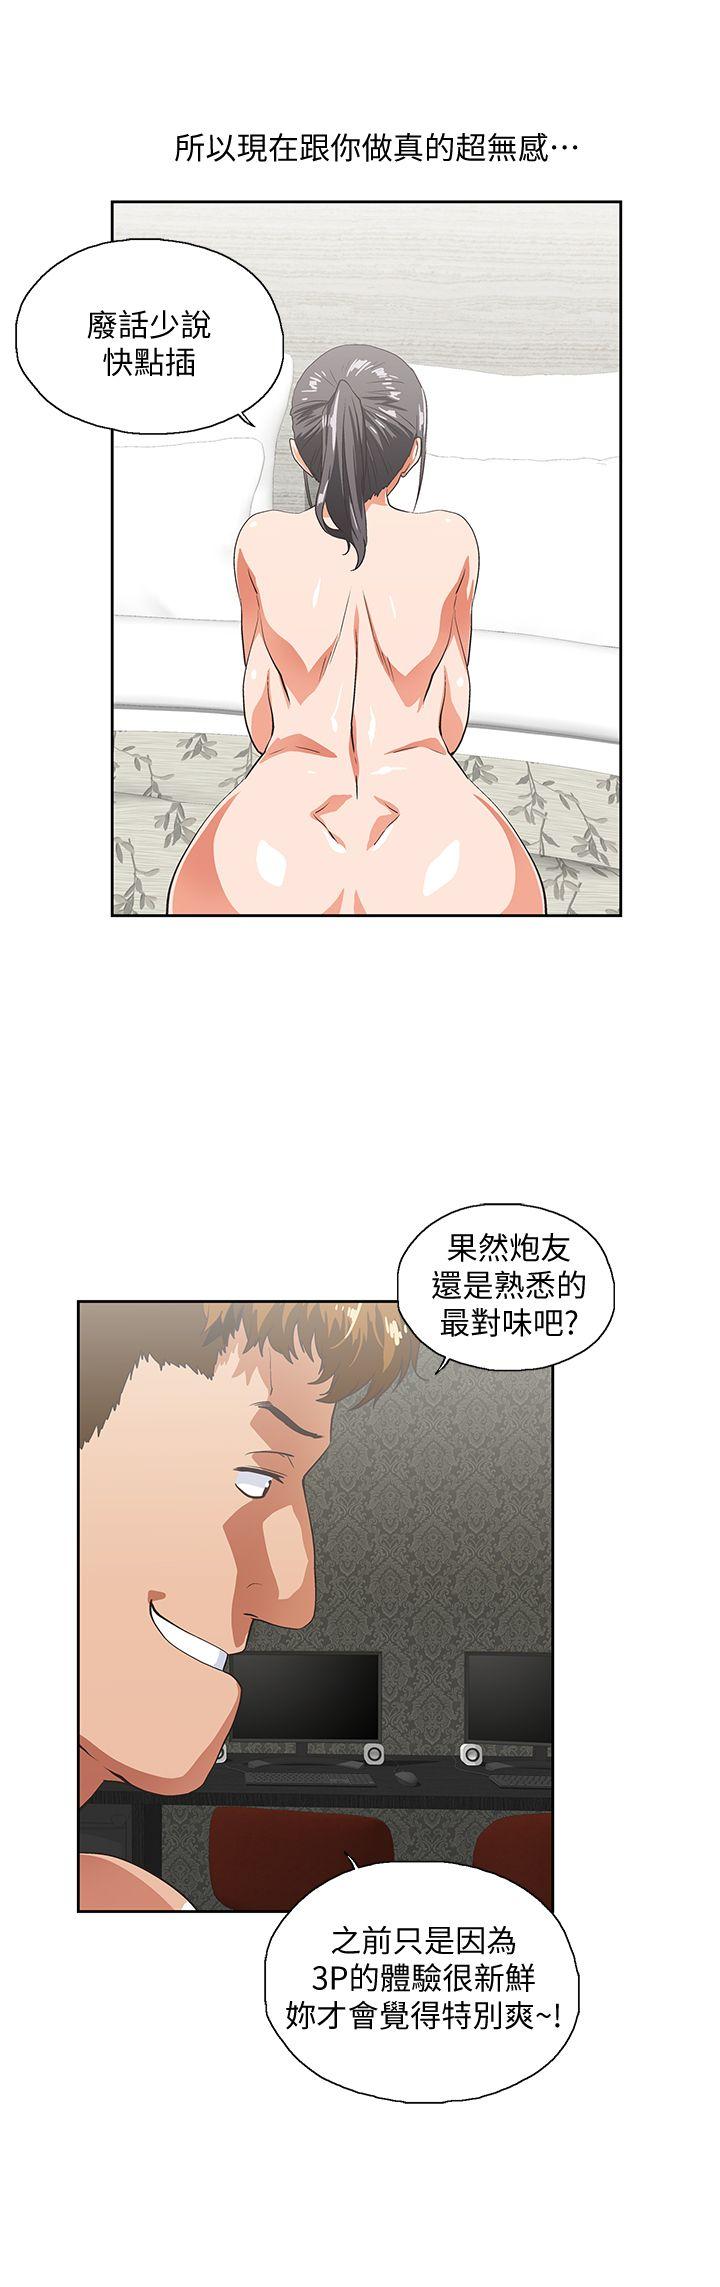 所以現在跟你做真的超無感⋯
廢話少說
快點插
果然炮友
還是熟悉的
最對味吧?
之前只是因為
3P的體驗很新鮮
妳才會覺得特別爽~!